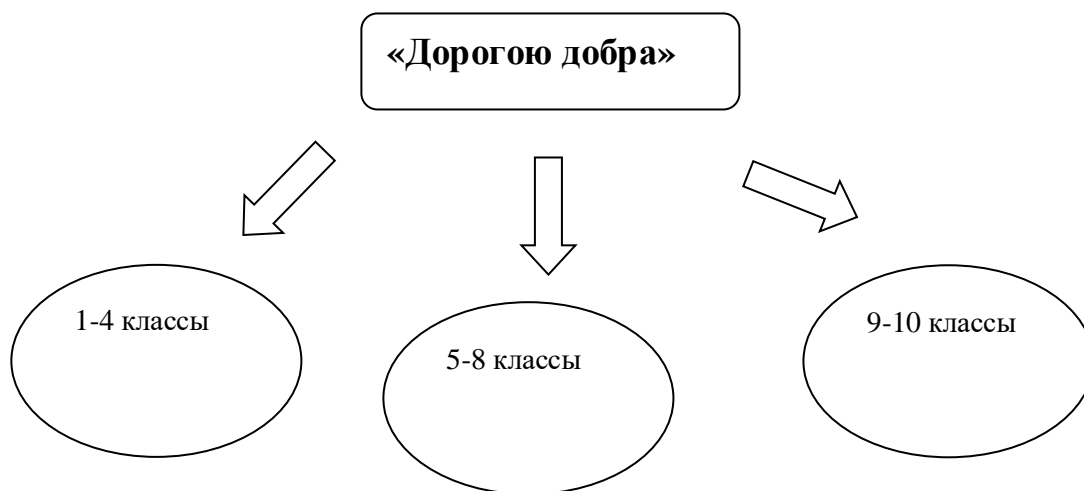 «Дорогою добра»
1-4 классы
5-8 классы
9-10 классы